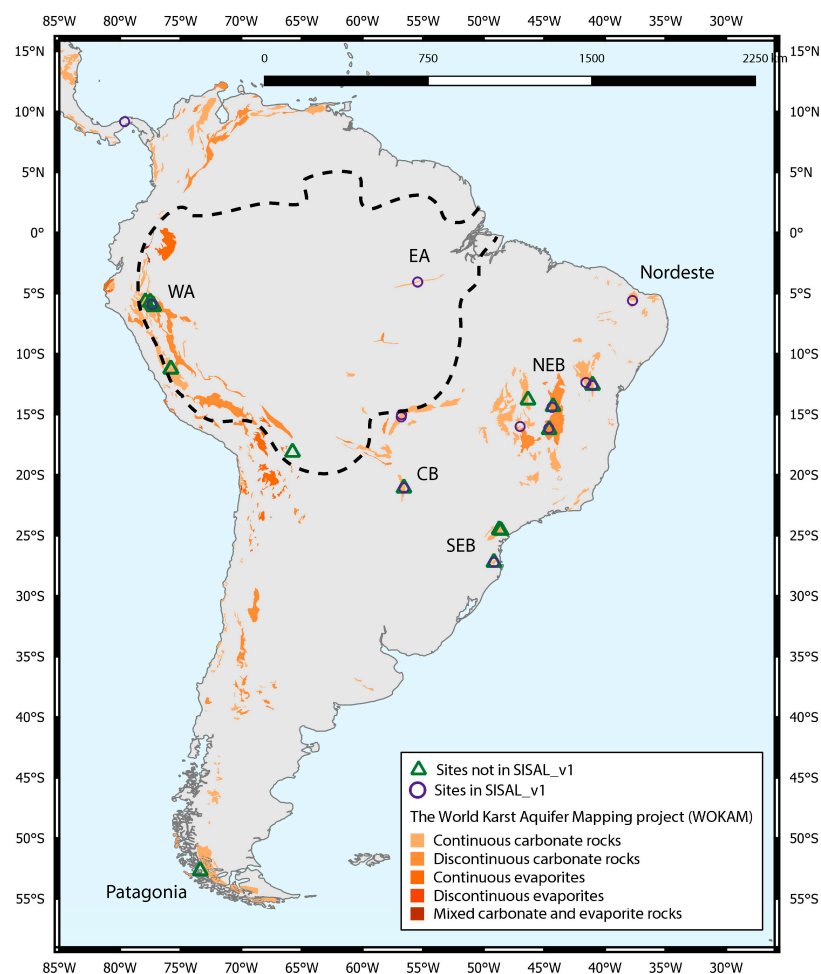 85°W 80°W 75°W 70°W 65°W 60°W 55°W 50°W 45°W 40°W 35°W 30°W
15°N 15°N
0 750 1500 2250 km
10°N 10°N
5°N 5°N
0° 0°
EA
Nordeste
WA
5°S 5°S
10°S 10°S
NEB
15°S 15°S
CB
20°S 20°S
25°S 25°S
SEB
30°S 30°S
35°S 35°S
40°S 40°S
45°S 45°S
50°S 50°S
55°S 55°S
Patagonia
Sites not in SISAL_v1
Sites in SISAL_v1
The World Karst Aquifer Mapping project (WOKAM)
Continuous carbonate rocks
Discontinuous carbonate rocks
Continuous evaporites
Discontinuous evaporites
Mixed carbonate and evaporite rocks
85°W 80°W 75°W 70°W 65°W 60°W 55°W 50°W 45°W 40°W 35°W 30°W